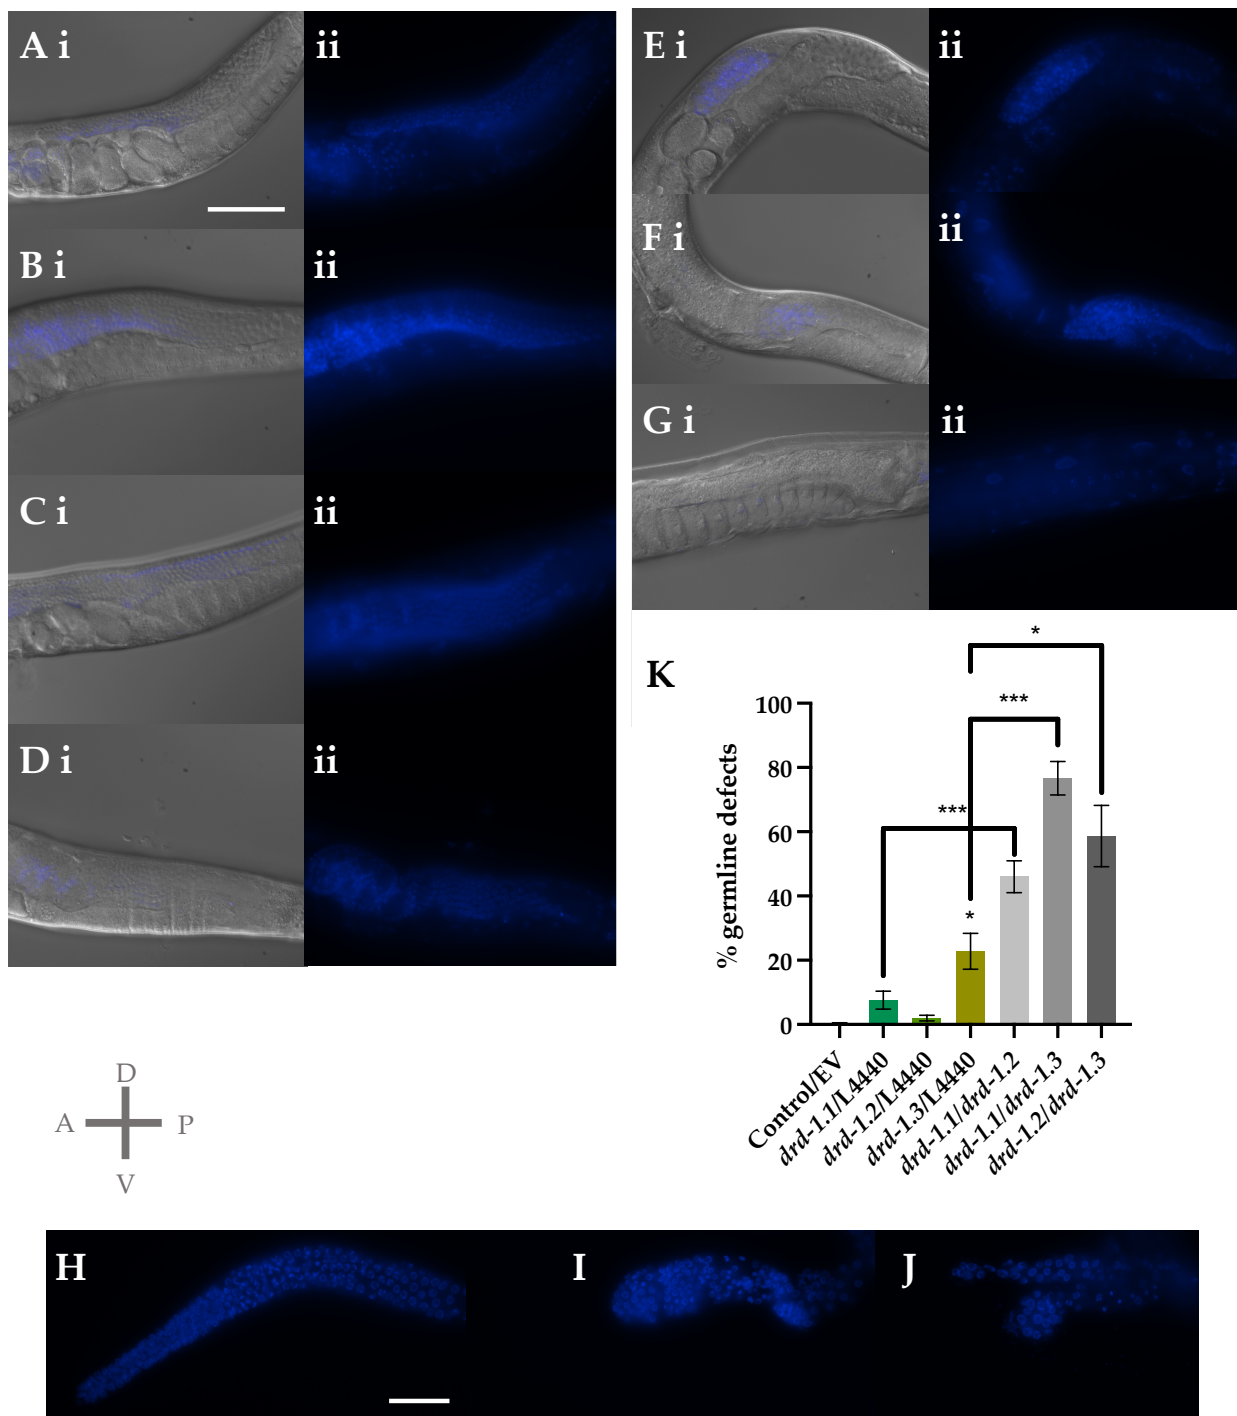 A i
ii
B i
ii
C i
ii
D i
ii
E i
ii
F i
ii
G i
ii
K
*
***
***
*
% germline defects
100
80
60
40
20
0
Control/EV
drd-1.1/L4440
drd-1.2/L4440
drd-1.3/L4440
drd-1.1/drd-1.2
drd-1.1/drd-1.3
drd-1.2/drd-1.3
D
A
P
V
H
I
J